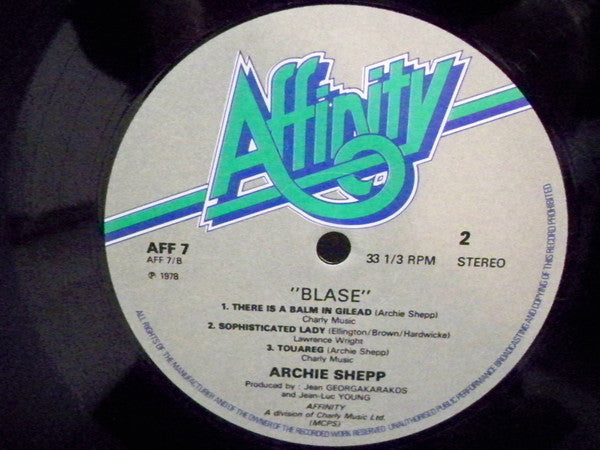 Affinity
AFF 7
AFF 7/B
℗ 1978
33 1/3 RPM
2
STEREO
"BLASE"
1. THERE IS A BALM IN GILEAD (Archie Shepp)
Charly Music
2. SOPHISTICATED LADY (Ellington/Brown/Hardwicke)
Lawrence Wright
3. TOUAREG (Archie Shepp)
Charly Music
ARCHIE SHEPP
Produced by : Jean GEORGAKARAKOS
and Jean-Luc YOUNG
AFFINITY
A division of Charly Music Ltd.
(MCPS)
ALL RIGHTS OF THE MANUFACTURER AND OF THE OWNER OF THE RECORDED WORK RESERVED. UNAUTHORISED PUBLIC PERFORMANCE BROADCASTING AND COPYING OF THIS RECORD PROHIBITED